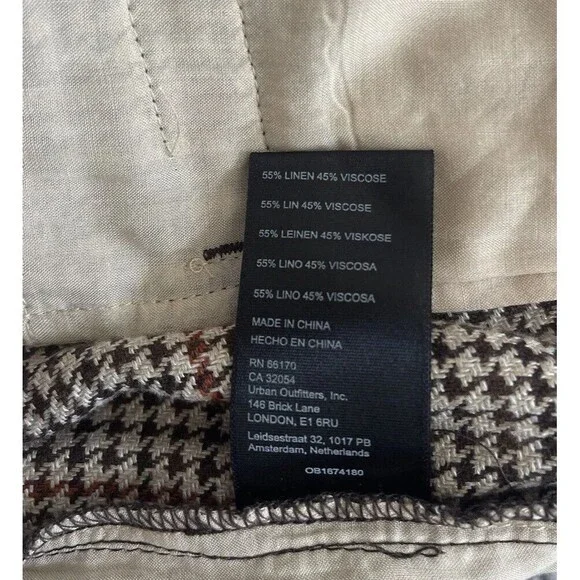 55% LINEN 45% VISCOSE
55% LIN 45% VISCOSE
55% LEINEN 45% VISKOSE
55% LINO 45% VISCOSA
55% LINO 45% VISCOSA
MADE IN CHINA
HECHO EN CHINA
RN 66170
CA 32054
Urban Outfitters, Inc.
146 Brick Lane
LONDON, E1 6RU
Leidsestraat 32, 1017 PB
Amsterdam, Netherlands
OB1674180